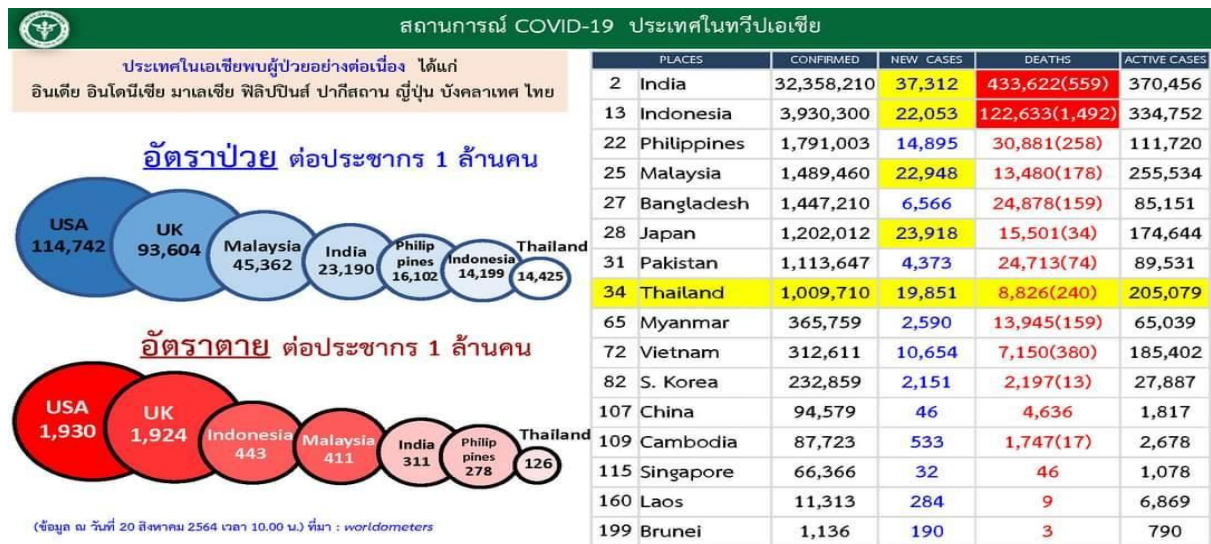 สถานการณ์ COVID-19 ประเทศในทวีปเอเชีย
ประเทศในเอเชียพบผู้ป่วยอย่างต่อเนื่อง ได้แก่
อินเดีย อินโดนีเซีย มาเลเซีย ฟิลิปปินส์ ปากีสถาน ญี่ปุ่น บังคลาเทศ ไทย
อัตราป่วย ต่อประชากร 1 ล้านคน
USA
114,742
UK
93,604
Malaysia
45,362
India
23,190
Philip
pines
16,102
Indonesia
14,199
Thailand
14,425
อัตราตาย ต่อประชากร 1 ล้านคน
USA
1,930
UK
1,924
Indonesia
443
Malaysia
411
India
311
Philip
pines
278
Thailand
126
(ข้อมูล ณ วันที่ 20 สิงหาคม 2564 เวลา 10.00 น.) ที่มา : worldometers
PLACES CONFIRMED NEW CASES DEATHS ACTIVE CASES
2 India 32,358,210 37,312 433,622(559) 370,456
13 Indonesia 3,930,300 22,053 122,633(1,492) 334,752
22 Philippines 1,791,003 14,895 30,881(258) 111,720
25 Malaysia 1,489,460 22,948 13,480(178) 255,534
27 Bangladesh 1,447,210 6,566 24,878(159) 85,151
28 Japan 1,202,012 23,918 15,501(34) 174,644
31 Pakistan 1,113,647 4,373 24,713(74) 89,531
34 Thailand 1,009,710 19,851 8,826(240) 205,079
65 Myanmar 365,759 2,590 13,945(159) 65,039
72 Vietnam 312,611 10,654 7,150(380) 185,402
82 S. Korea 232,859 2,151 2,197(13) 27,887
107 China 94,579 46 4,636 1,817
109 Cambodia 87,723 533 1,747(17) 2,678
115 Singapore 66,366 32 46 1,078
160 Laos 11,313 284 9 6,869
199 Brunei 1,136 190 3 790